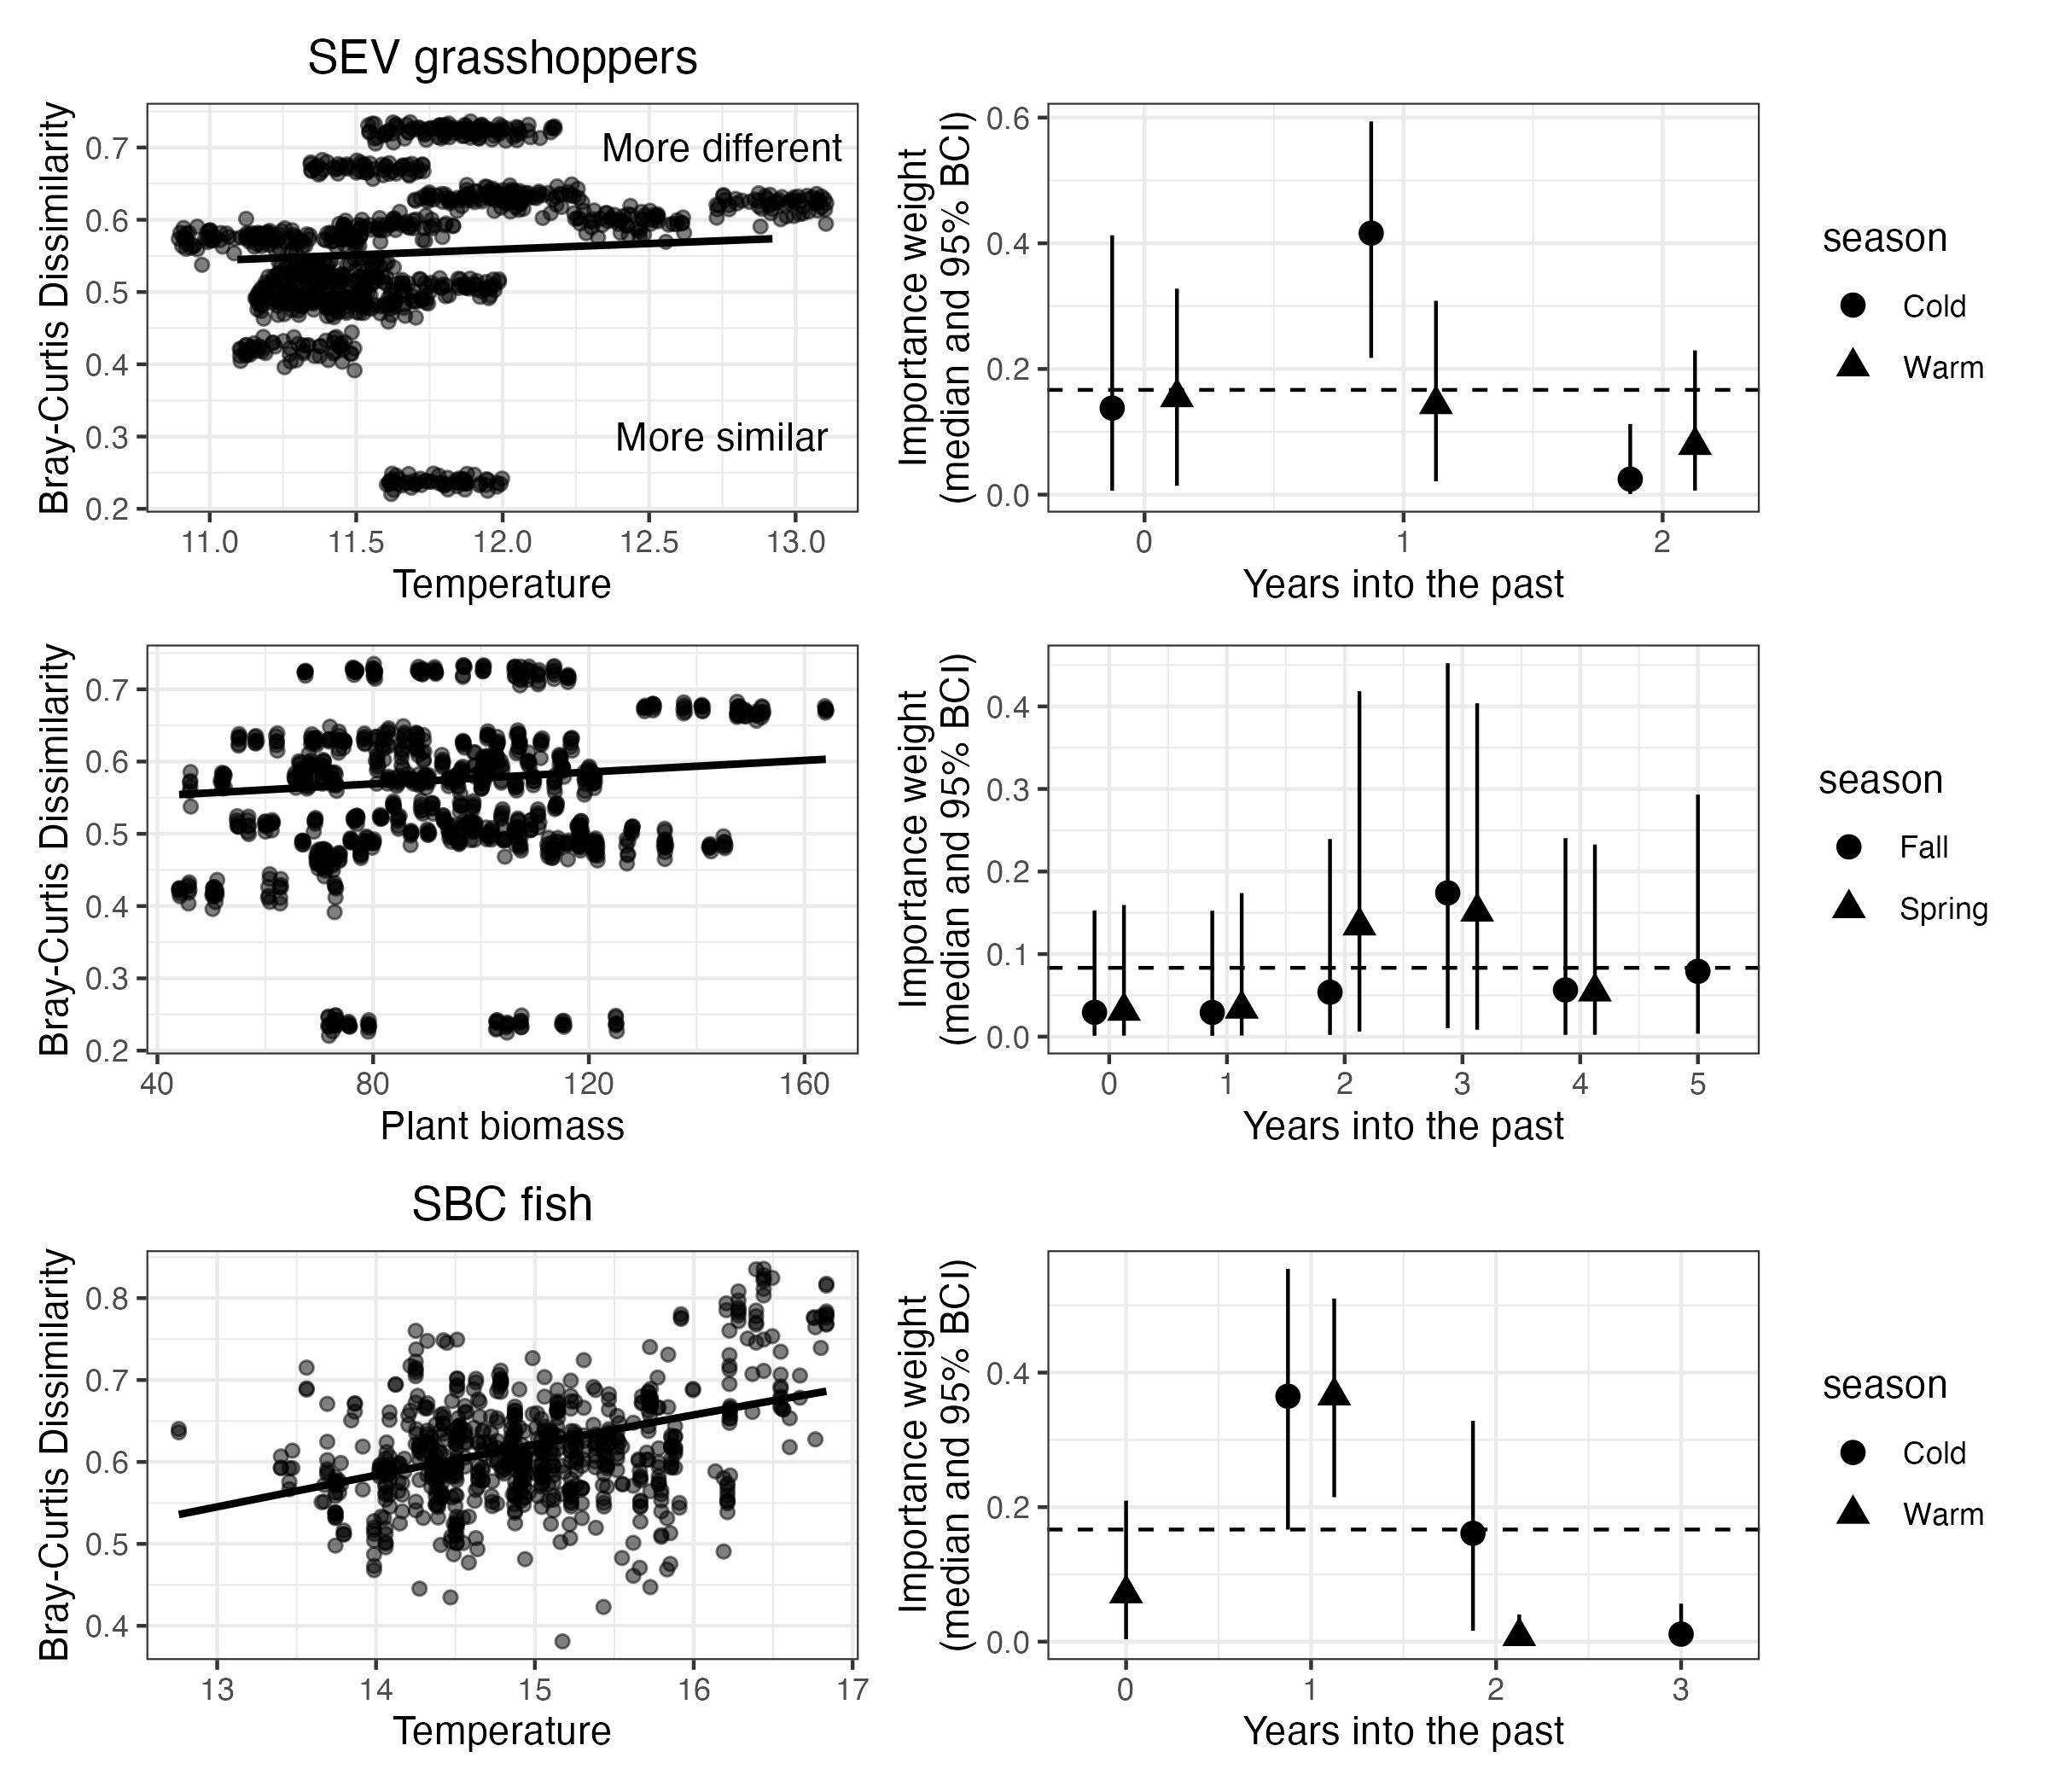 SEV grasshoppers
Bray-Curtis Dissimilarity
0.7
0.6
0.5
0.4
0.3
0.2
More different
More similar
11.0 11.5 12.0 12.5 13.0
Temperature
Importance weight
(median and 95% BCI)
0.6
0.4
0.2
0.0
0 1 2
Years into the past
season
Cold
Warm
Bray-Curtis Dissimilarity
0.7
0.6
0.5
0.4
0.3
0.2
40 80 120 160
Plant biomass
Importance weight
(median and 95% BCI)
0.4
0.3
0.2
0.1
0.0
0 1 2 3 4 5
Years into the past
season
Fall
Spring
SBC fish
Bray-Curtis Dissimilarity
0.8
0.7
0.6
0.5
0.4
13 14 15 16 17
Temperature
Importance weight
(median and 95% BCI)
0.4
0.2
0.0
0 1 2 3
Years into the past
season
Cold
Warm